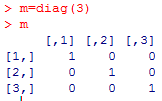 > m=diag(3)
> m
     [,1] [,2] [,3]
[1,]    1    0    0
[2,]    0    1    0
[3,]    0    0    1